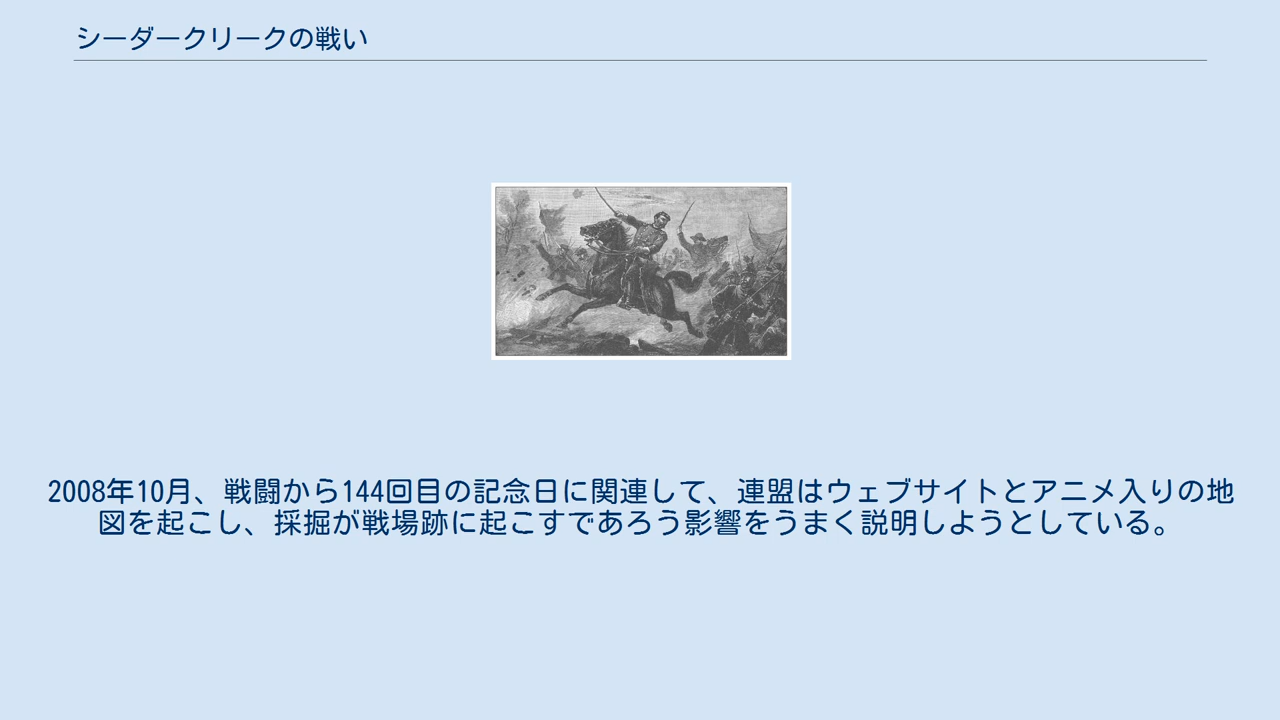 シーダークリークの戦い
2008年10月、戦闘から144回目の記念日に関連して、連盟はウェブサイトとアニメ入りの地
図を起こし、採掘が戦場跡に起こすであろう影響をうまく説明しようとしている。